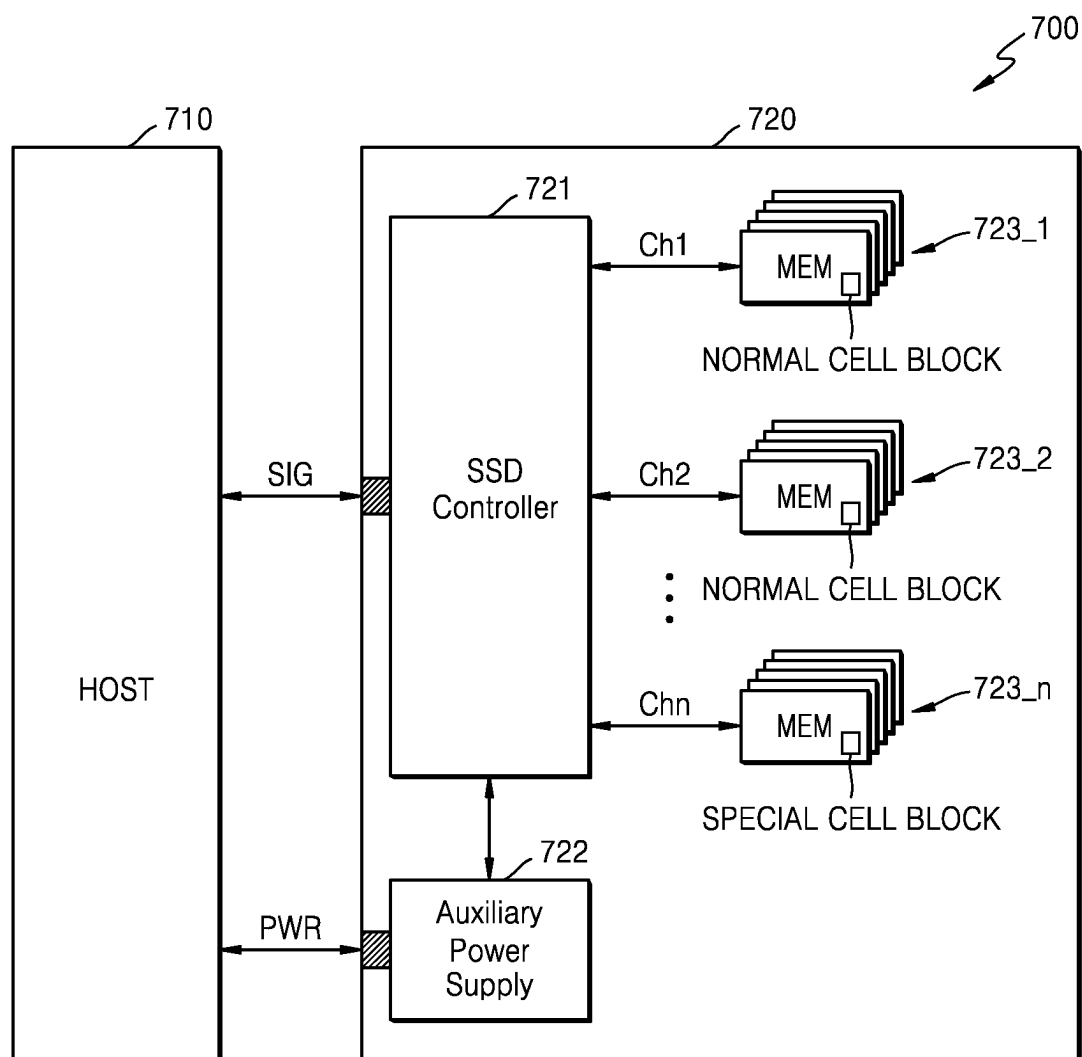 700
710
720
721
Ch1
MEM
723_1
NORMAL CELL BLOCK
SIG
SSD
Controller
Ch2
MEM
723_2
NORMAL CELL BLOCK
HOST
Chn
MEM
723_n
SPECIAL CELL BLOCK
722
PWR
Auxiliary
Power
Supply